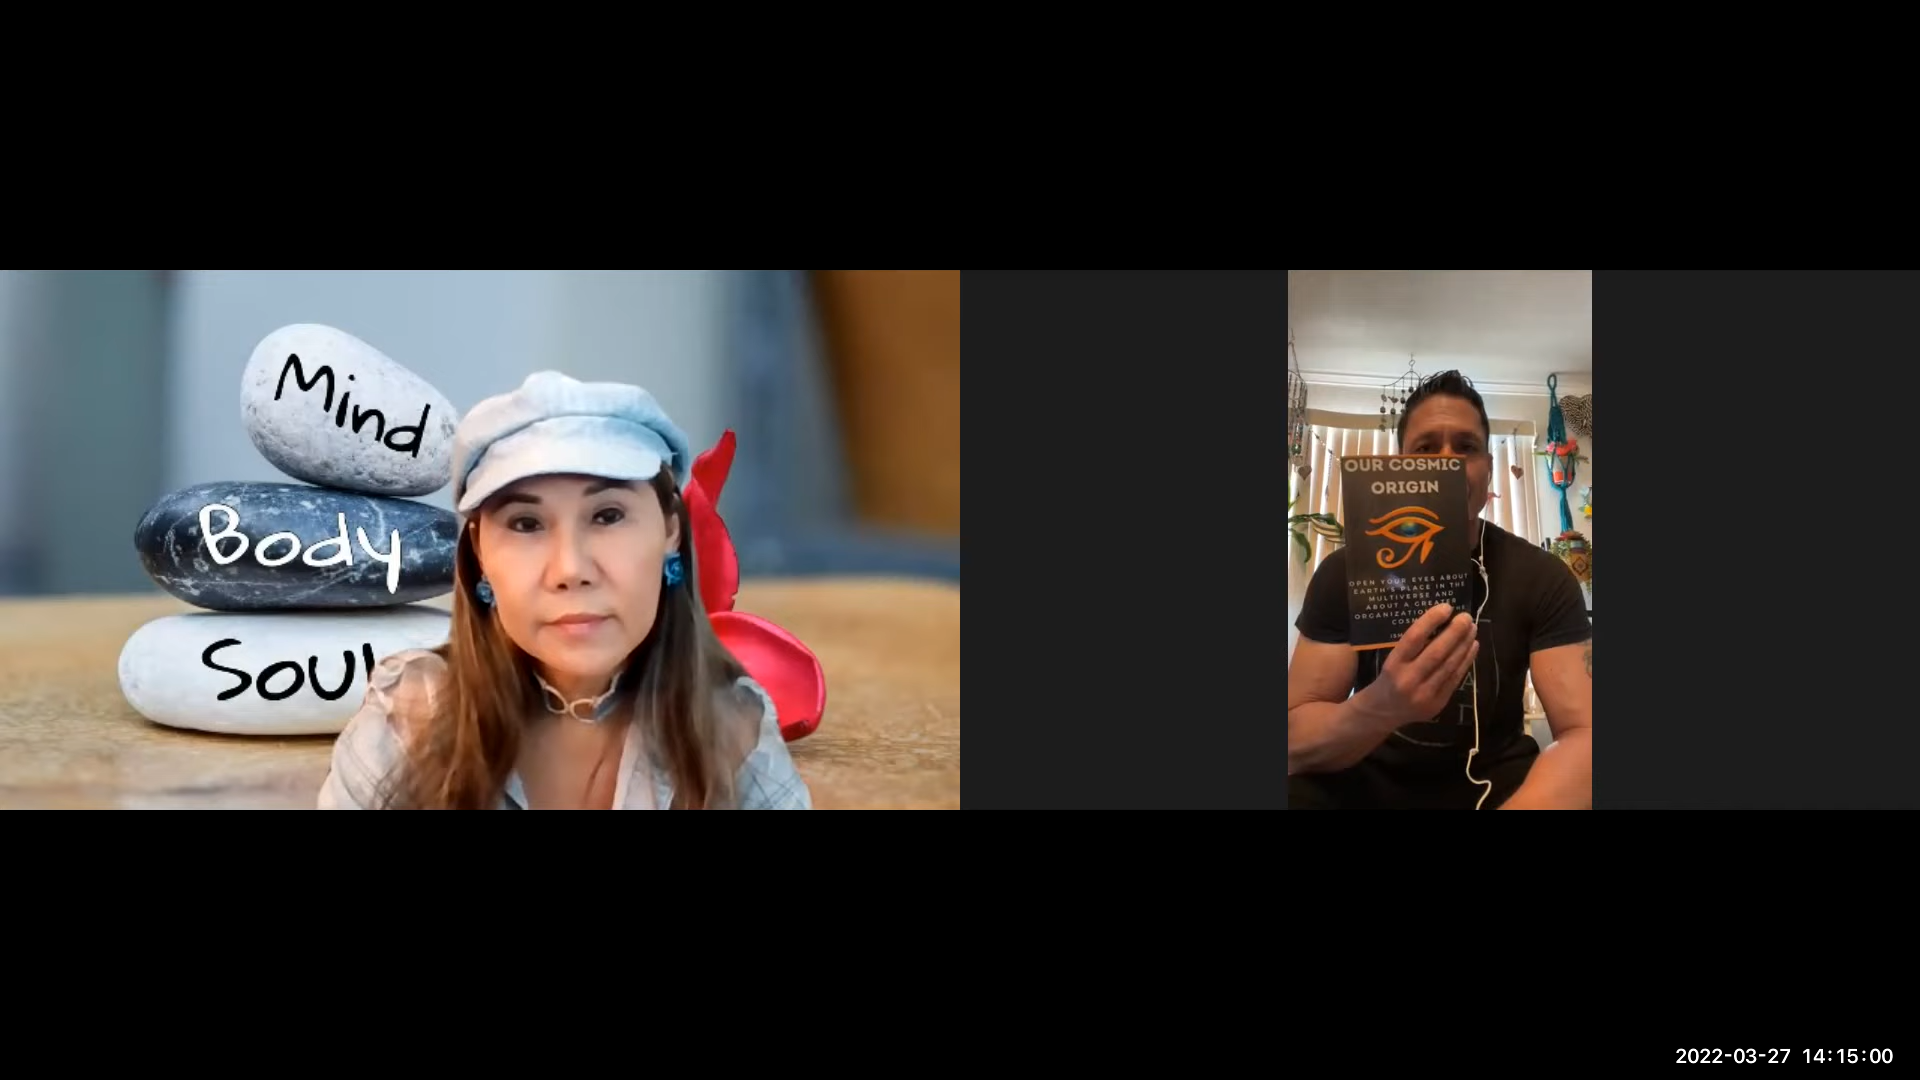 Mind
Body
Soul
OUR COSMIC
ORIGIN
OPEN YOUR EYES ABOUT
EARTH'S PLACE IN THE
MULTIVERSE AND
ABOUT A GREATER
2022-03-27 14:15:00